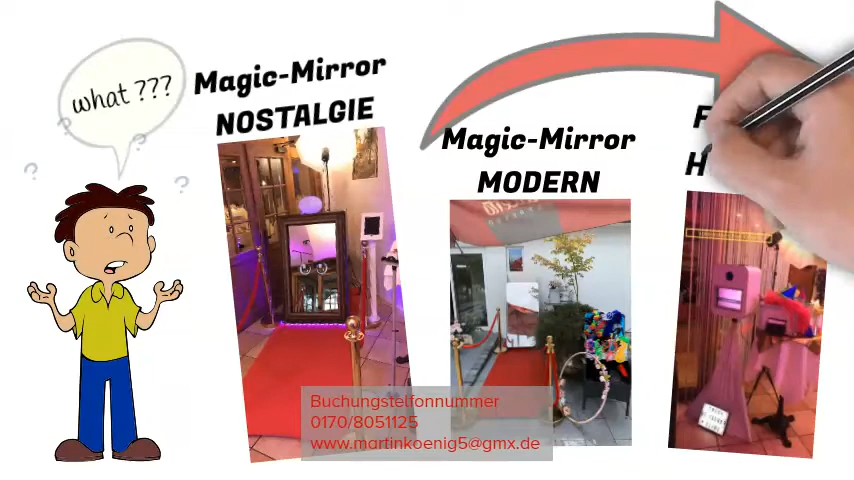 what ???
Magic-Mirror
NOSTALGIE
Magic-Mirror
MODERN
F
H
Buchungstelfonnummer
0170/8051125
www.martinkoenig5@gmx.de